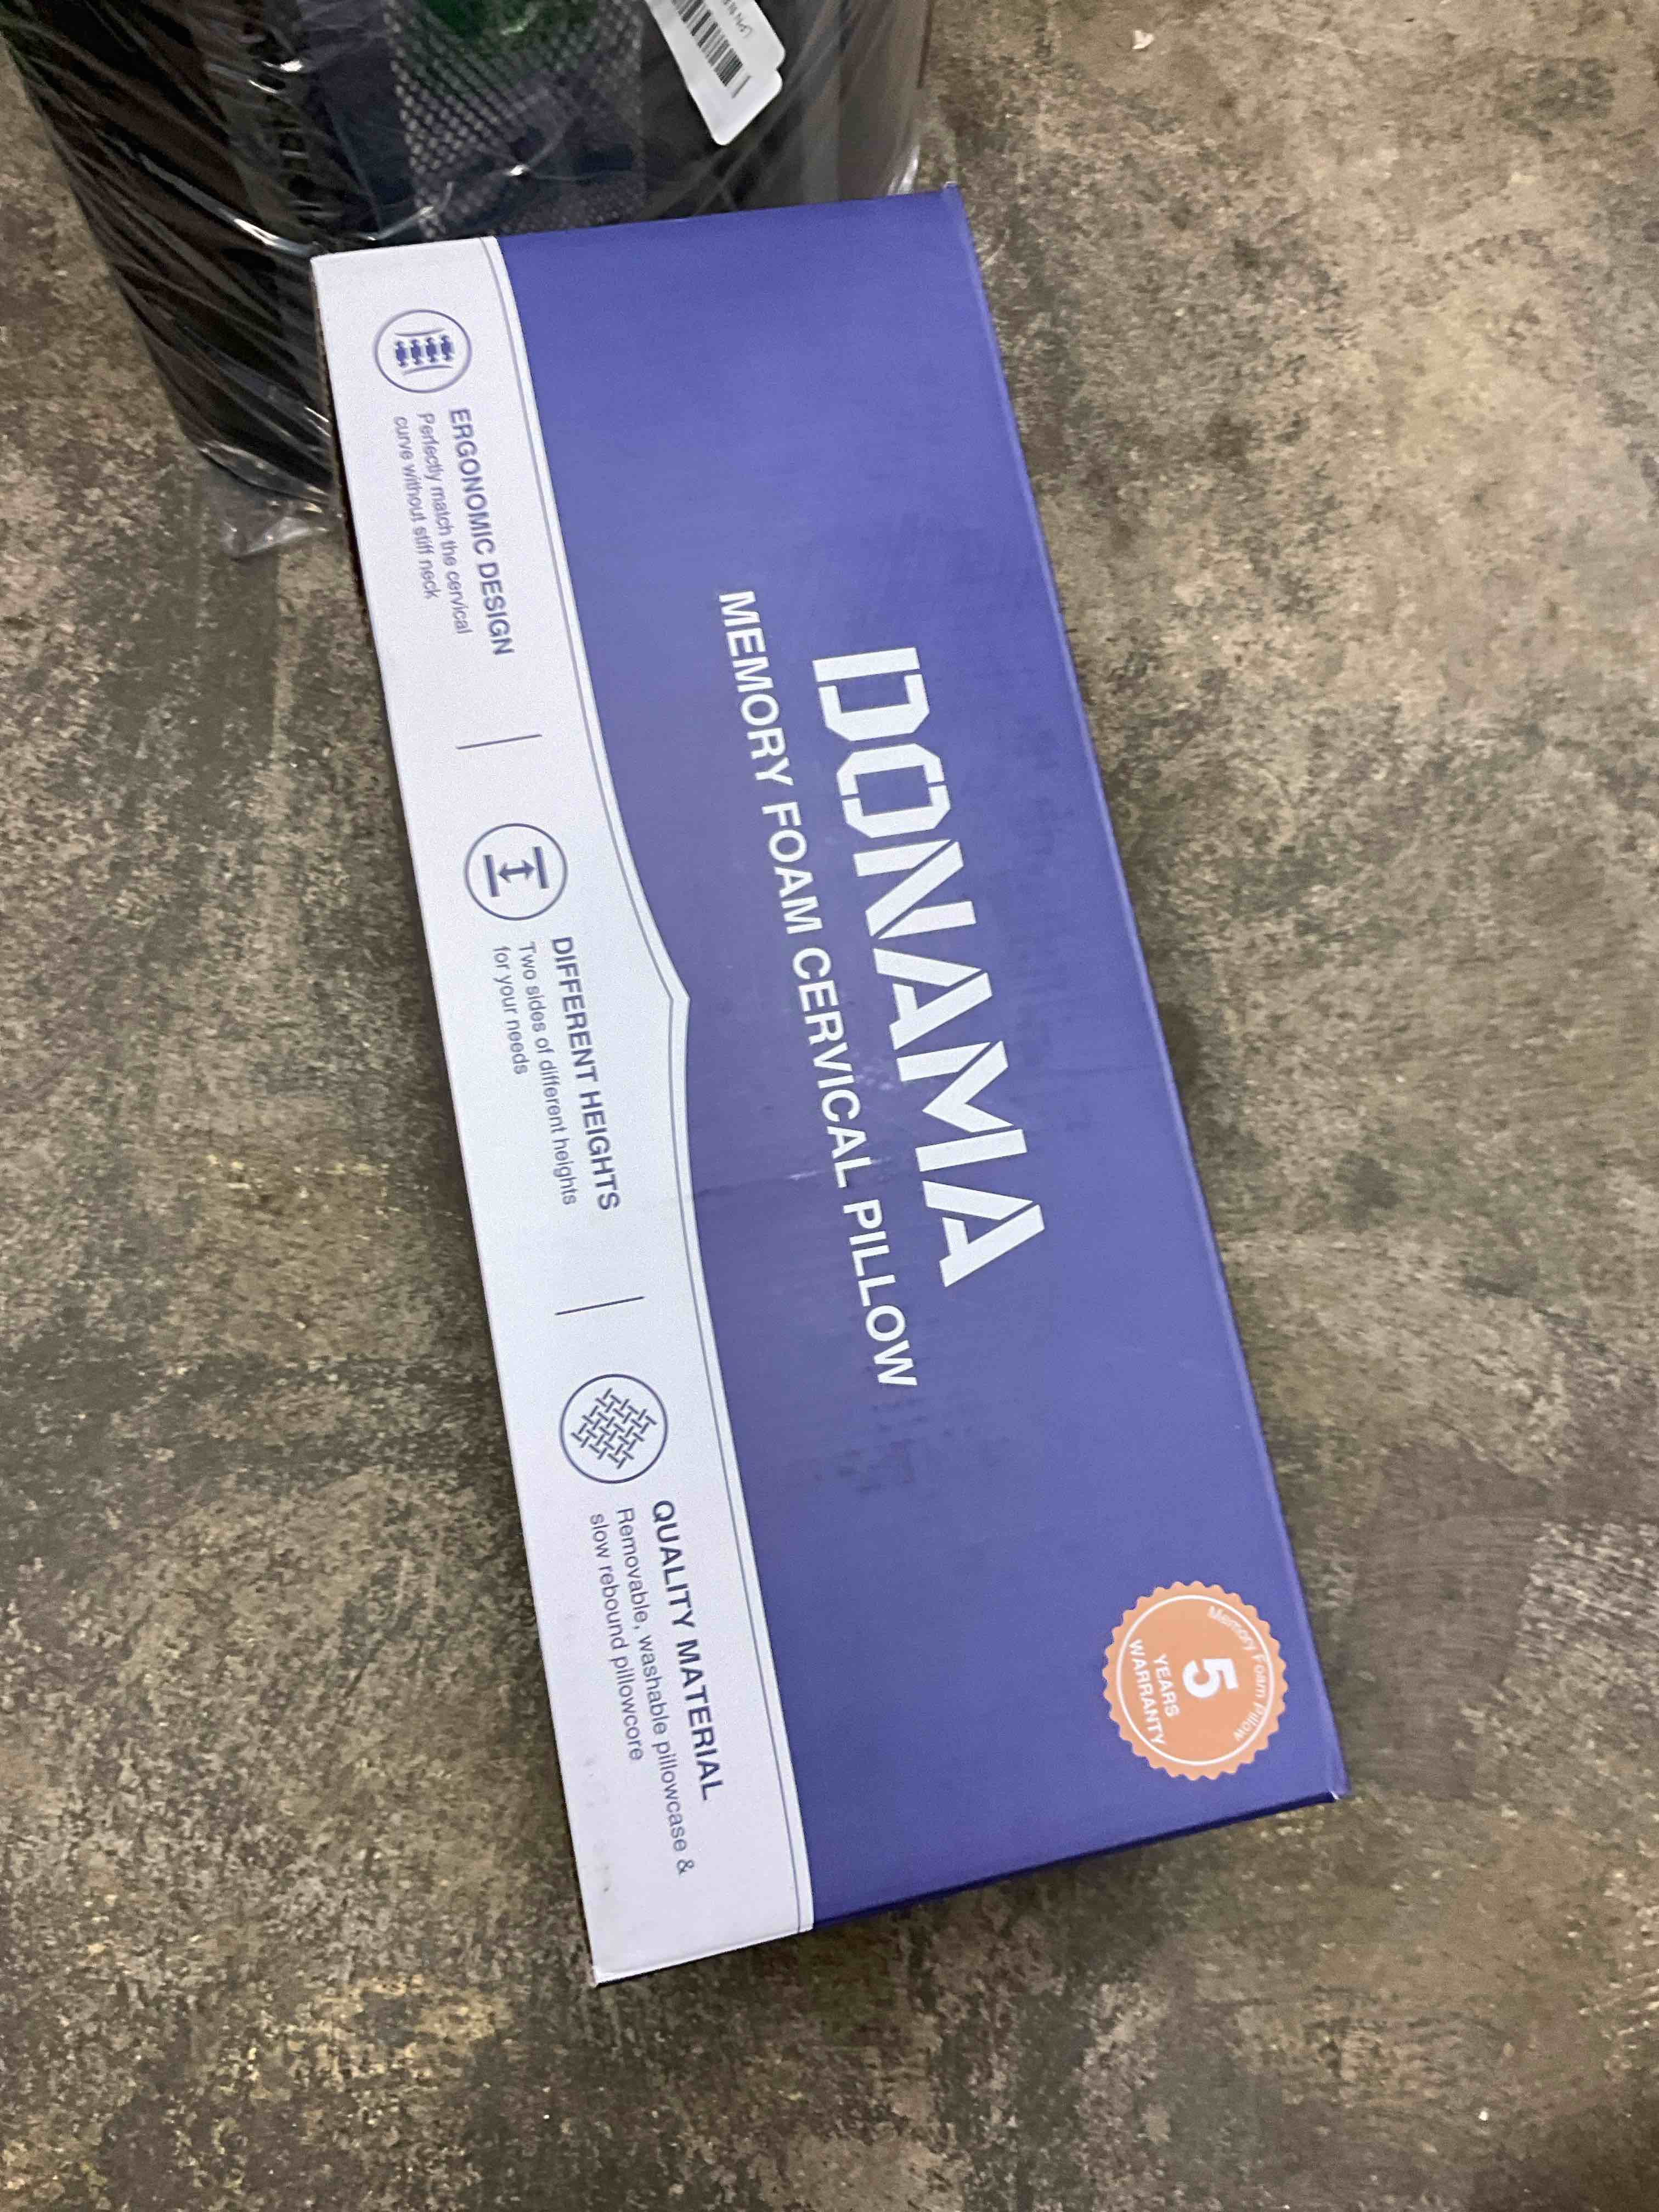 DONAMA
MEMORY FOAM CERVICAL PILLOW
Memory Foam Pillow
5
YEARS
WARRANTY
ERGONOMIC DESIGN
Perfectly match the cervical
curve without stiff neck
DIFFERENT HEIGHTS
Two sides of different heights
for your needs
QUALITY MATERIAL
Removable, washable pillowcase &
slow rebound pillowcore